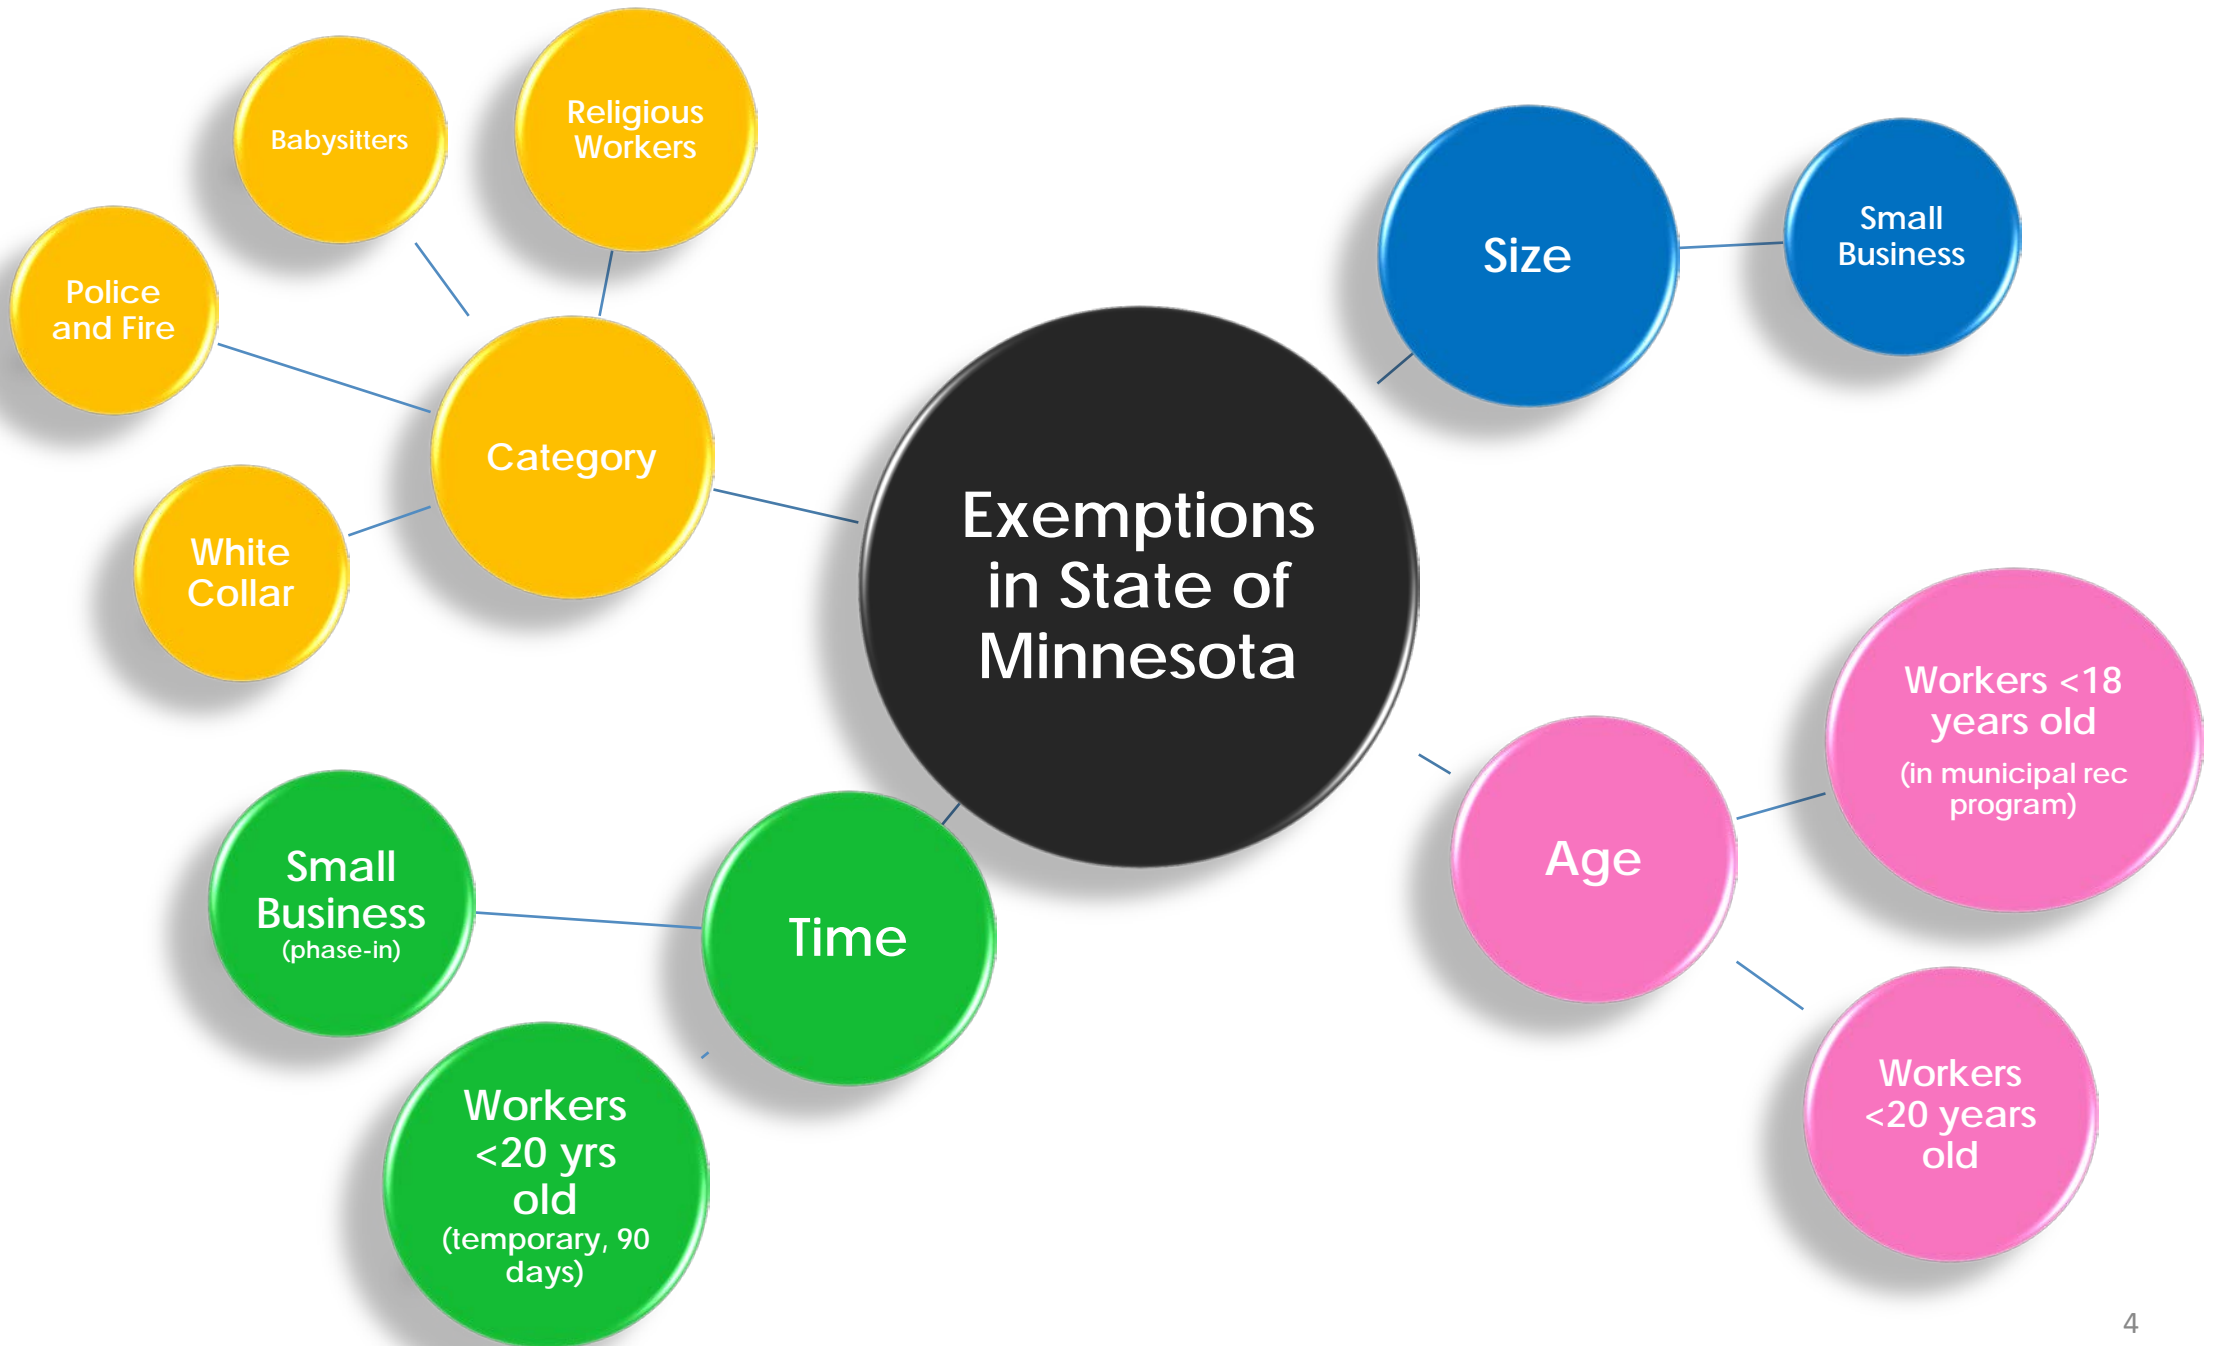 Babysitters
Religious
Workers
Police
and Fire
Category
White
Collar
Size
Small
Business
Exemptions
in State of
Minnesota
Small
Business
(phase-in)
Time
Workers
<20 yrs
old
(temporary, 90
days)
Age
Workers <18
years old
(in municipal rec
program)
Workers
<20 years
old
4